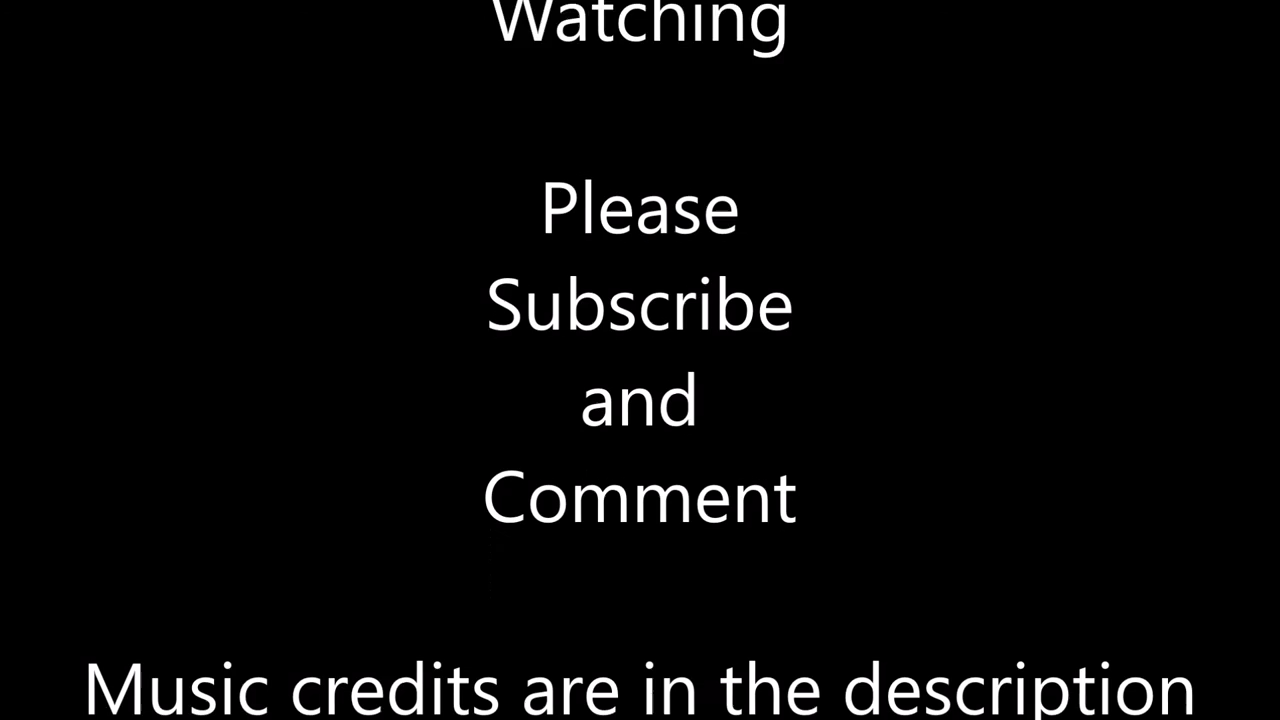 Watching
Please
Subscribe
and
Comment
Music credits are in the description